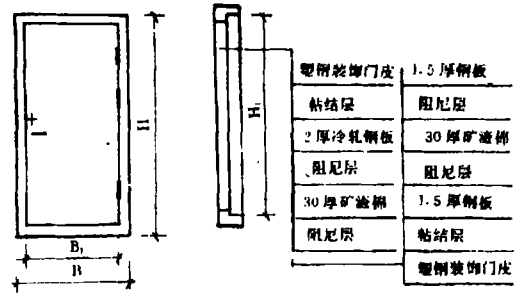 塑钢装饰门皮
粘结层
2厚冷轧钢板
阻尼层
30厚矿渣棉
阻尼层
1.5厚钢板
阻尼层
30厚矿渣棉
阻尼层
1.5厚钢板
粘结层
塑钢装饰门皮
H
H₁
B₁
B